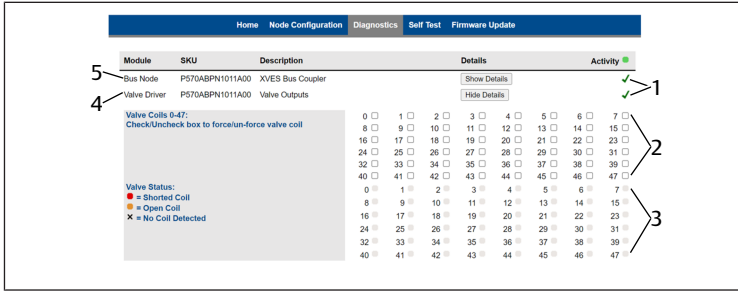 Home Node Configuration Diagnostics Self Test Firmware Update
Module SKU Description Details Activity
5 Bus Node P570ABPN1011A00 XVES Bus Coupler Show Details 1
4 Valve Driver P570ABPN1011A00 Valve Outputs Hide Details
Valve Coils 0-47:
Check/Uncheck box to force/un-force valve coil
0 1 2 3 4 5 6 7
8 9 10 11 12 13 14 15
16 17 18 19 20 21 22 23
24 25 26 27 28 29 30 31
32 33 34 35 36 37 38 39
40 41 42 43 44 45 46 47
2
Valve Status:
= Shorted Coil
= Open Coil
X = No Coil Detected
0 1 2 3 4 5 6 7
8 9 10 11 12 13 14 15
16 17 18 19 20 21 22 23
24 25 26 27 28 29 30 31
32 33 34 35 36 37 38 39
40 41 42 43 44 45 46 47
3